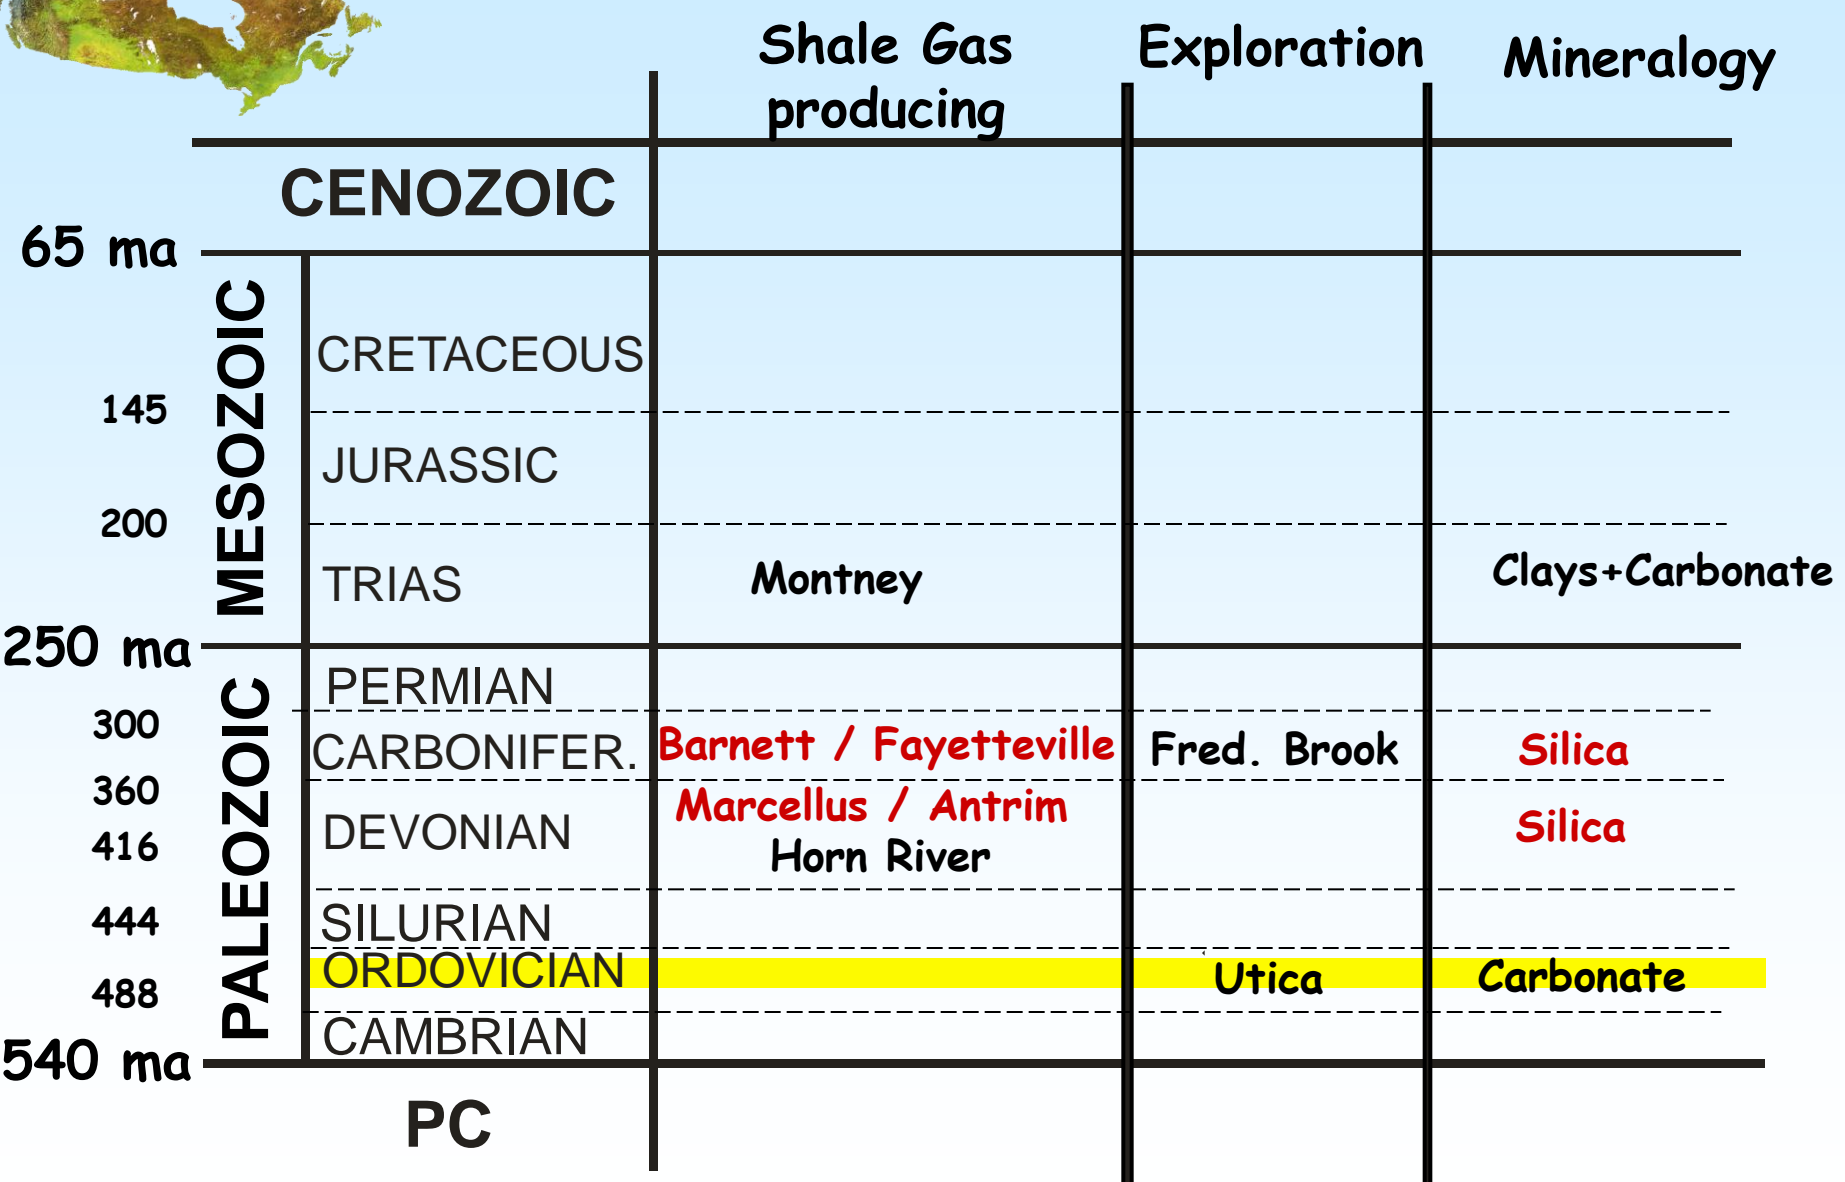 Shale Gas
producing
Exploration
Mineralogy
CENOZOIC
65 ma
MESOZOIC
CRETACEOUS
145
JURASSIC
200
TRIAS
Montney
Clays+Carbonate
250 ma
PALEOZOIC
PERMIAN
300
CARBONIFER.
Barnett / Fayetteville
Fred. Brook
Silica
360
DEVONIAN
Marcellus / Antrim
Horn River
Silica
416
SILURIAN
444
ORDOVICIAN
Utica
Carbonate
488
CAMBRIAN
540 ma
PC